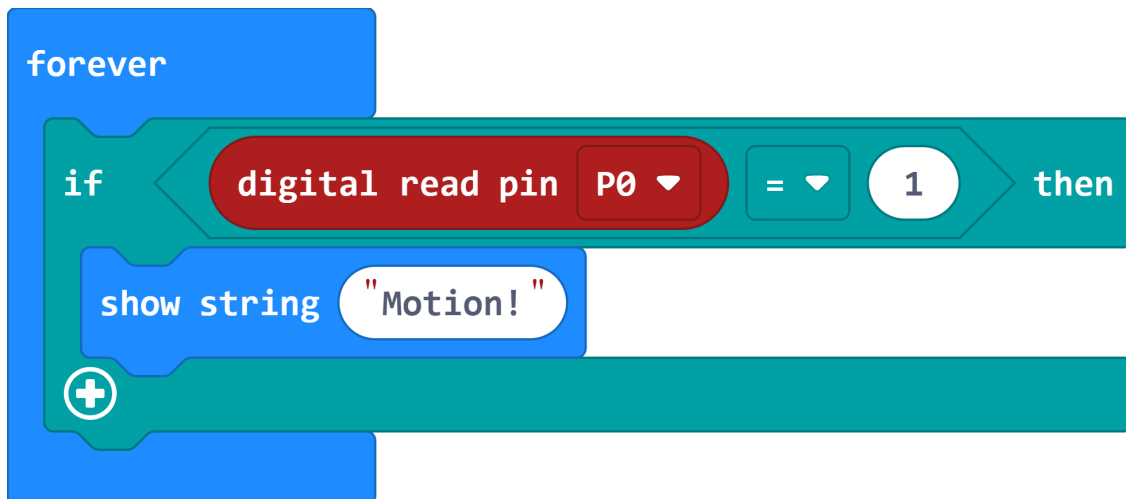 forever
if digital read pin P0 = 1 then
show string "Motion!"